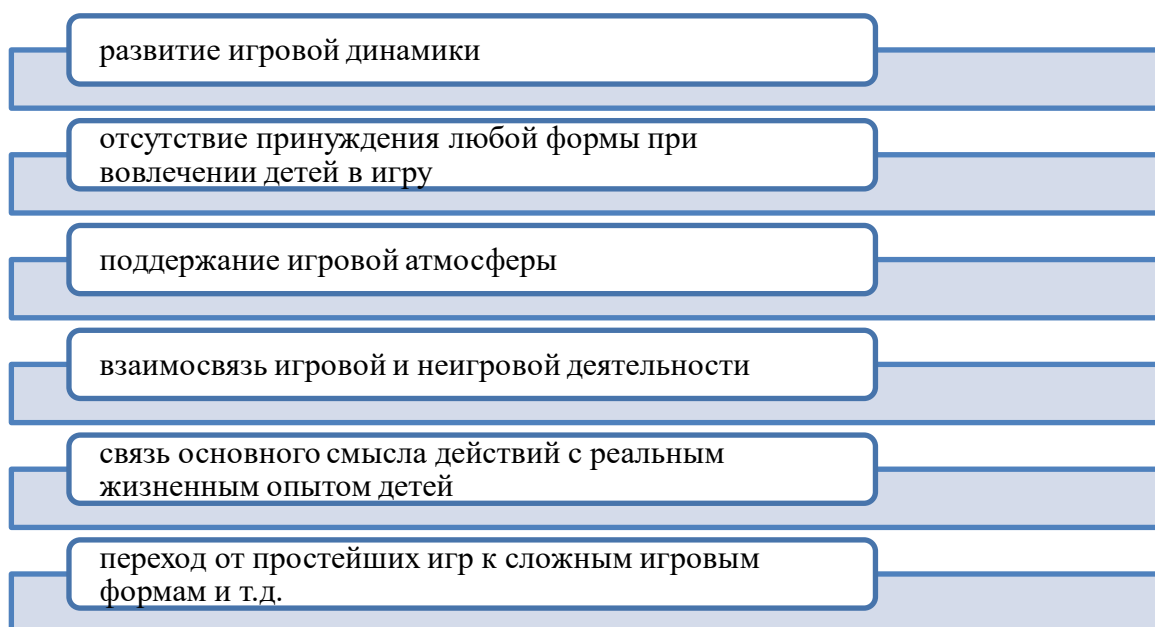 развитие игровой динамики
отсутствие принуждения любой формы при
вовлечении детей в игру
поддержание игровой атмосферы
взаимосвязь игровой и неигровой деятельности
связь основного смысла действий с реальным
жизненным опытом детей
переход от простейших игр к сложным игровым
формам и т.д.